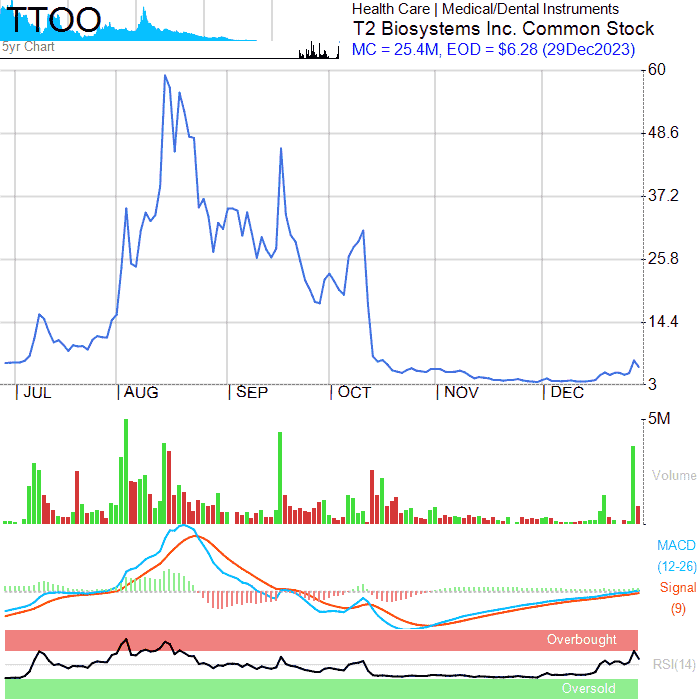 TTOO
5yr Chart
Health Care | Medical/Dental Instruments
T2 Biosystems Inc. Common Stock
MC = 25.4M, EOD = $6.28 (29Dec2023)
60
48.6
37.2
25.8
14.4
3
JUL
AUG
SEP
OCT
NOV
DEC
5M
Volume
MACD
(12-26)
Signal
(9)
Overbought
RSI(14)
Oversold